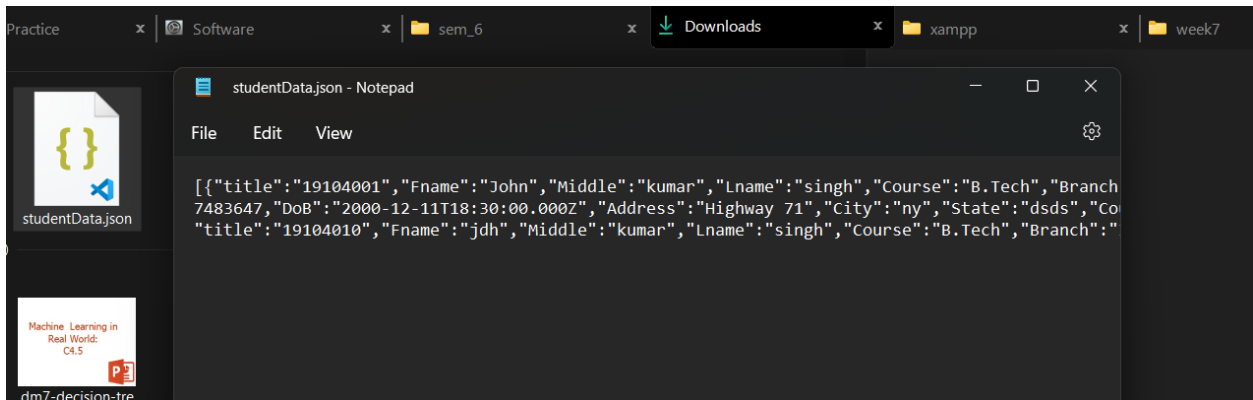 Practice x Software x sem_6 x Downloads x xampp x week7
studentData.json - Notepad
File Edit View
[{"title":"19104001","Fname":"John","Middle":"kumar","Lname":"singh","Course":"B.Tech","Branch
7483647,"DoB":"2000-12-11T18:30:00.000Z","Address":"Highway 71","City":"ny","State":"dsds","Cou
"title":"19104010","Fname":"jdh","Middle":"kumar","Lname":"singh","Course":"B.Tech","Branch":"
{}
studentData.json
Machine Learning in
Real World:
C4.5
P
dm7-decision-tre